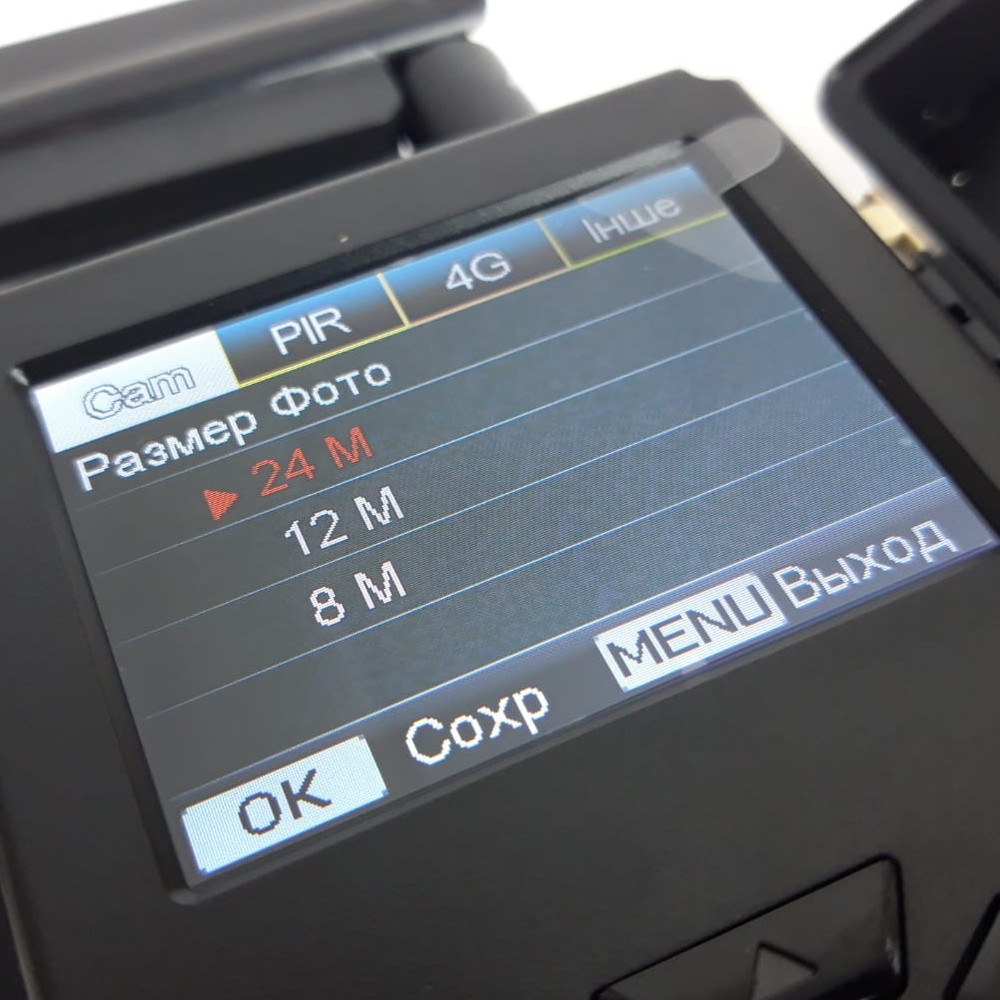 Cam PIR 4G Інше
Размер Фото
24 M
12 M
8 M
OK Сохр MENU Выход